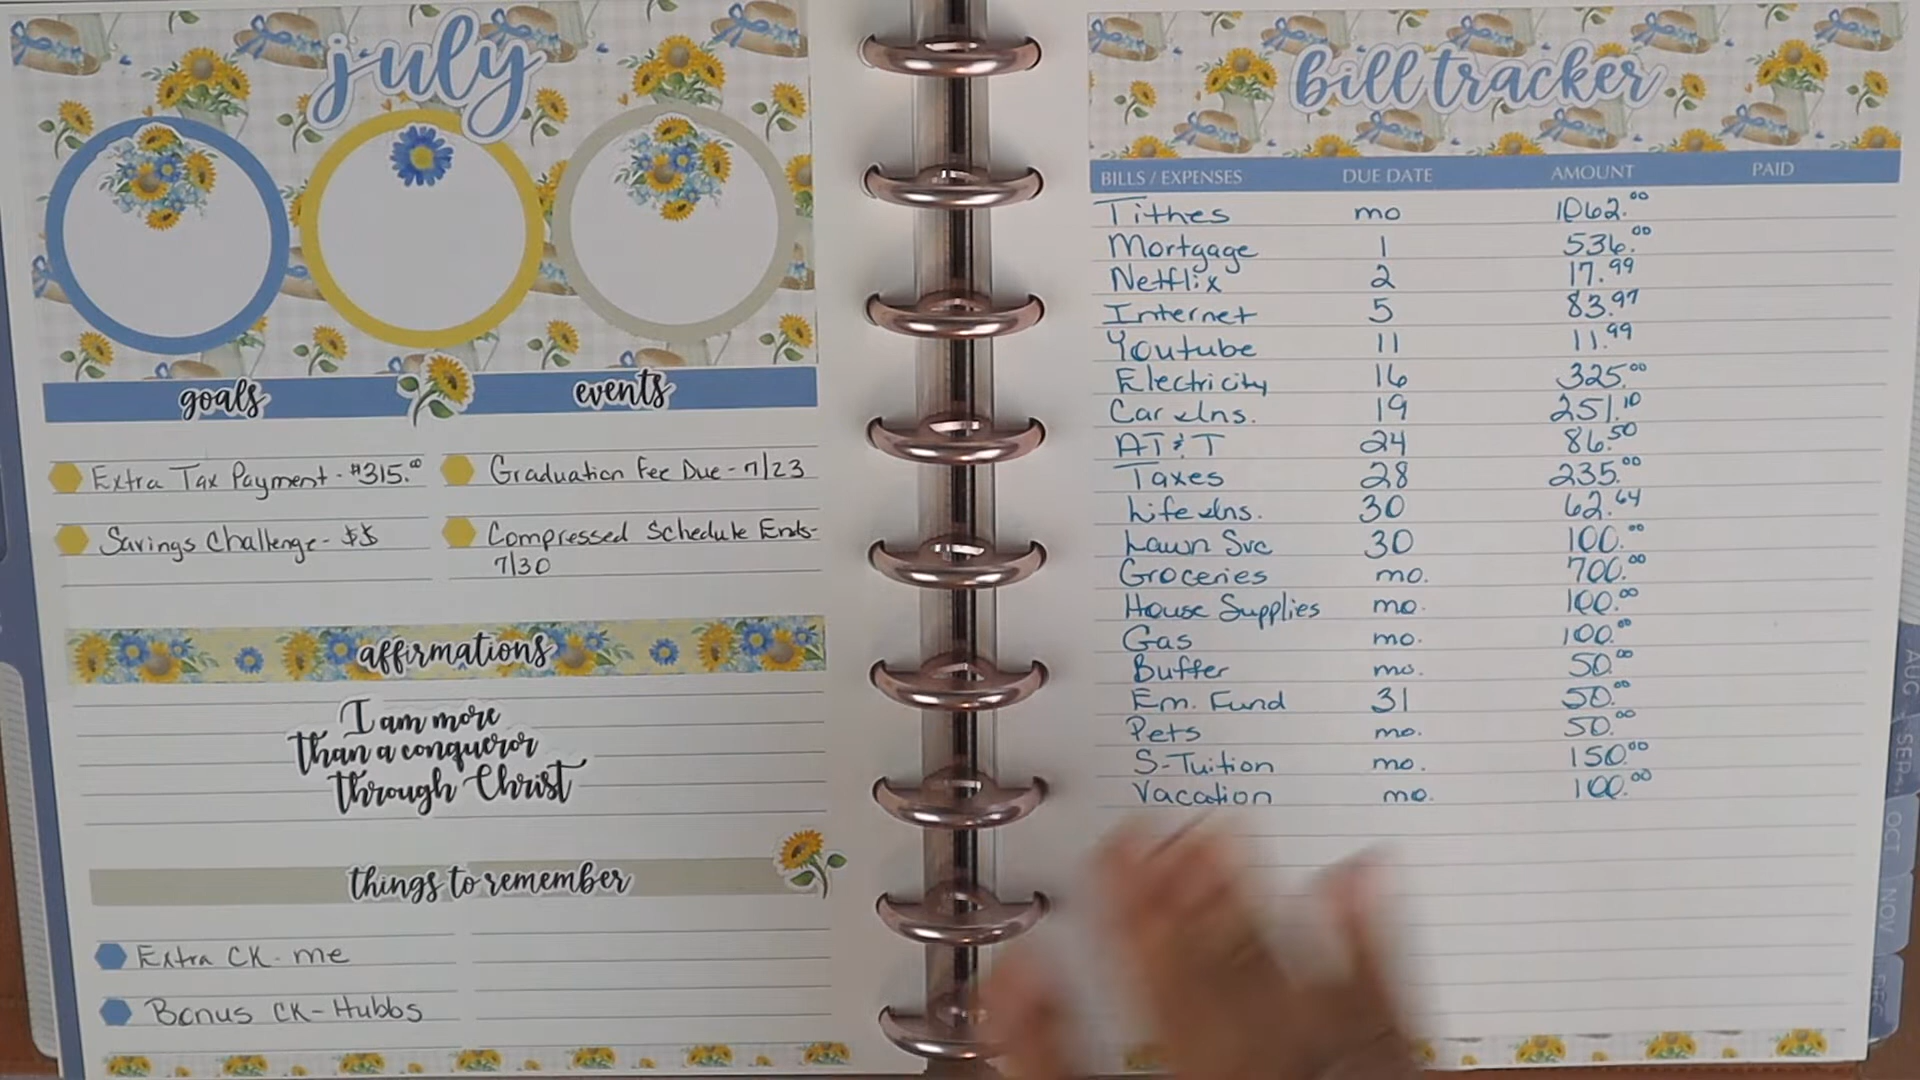 july
goals
events
Extra Tax Payment - $315.00
Graduation Fee Due - 7/23
Savings Challenge - $$
Compressed Schedule Ends -
7/30
affirmations
I am more
than a conqueror
through Christ
things to remember
Extra CK - me
Bonus CK - Hubbs
bill tracker
BILLS / EXPENSES DUE DATE AMOUNT PAID
Tithes mo 1062.00
Mortgage 1 536.00
Netflix 2 17.99
Internet 5 83.97
Youtube 11 11.99
Electricity 16 325.00
Car Ins. 19 251.10
AT&T 24 86.50
Taxes 28 235.00
Life Ins. 30 62.64
Lawn Svc 30 100.00
Groceries mo. 700.00
House Supplies mo. 100.00
Gas mo. 100.00
Buffer mo. 50.00
Em. Fund 31 50.00
Pets mo. 50.00
S-Tuition mo. 150.00
Vacation mo. 100.00
AUG
SEP
OCT
NOV
DEC